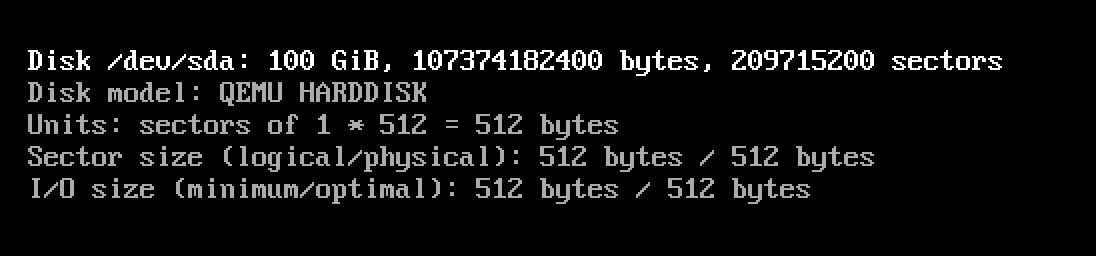 Disk /dev/sda: 100 GiB, 107374182400 bytes, 209715200 sectors
Disk model: QEMU HARDDISK
Units: sectors of 1 * 512 = 512 bytes
Sector size (logical/physical): 512 bytes / 512 bytes
I/O size (minimum/optimal): 512 bytes / 512 bytes